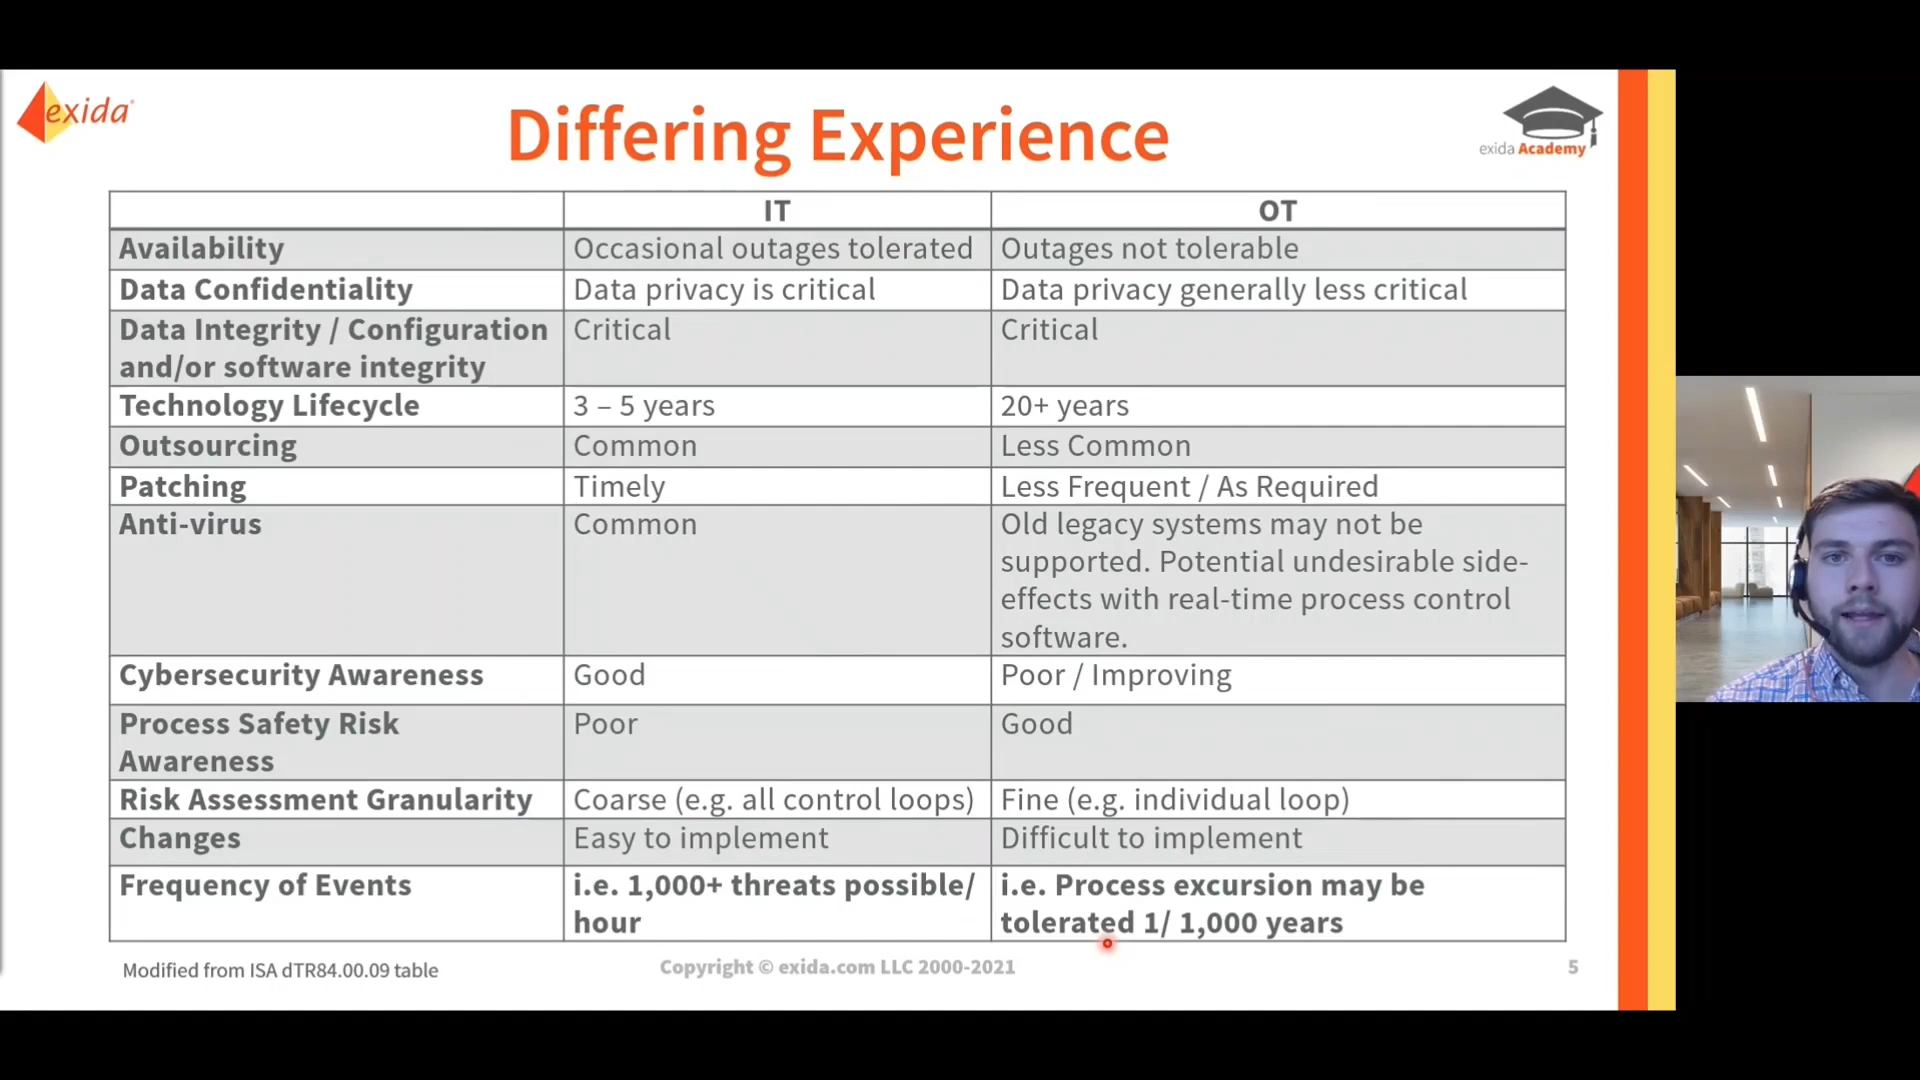 exida
Differing Experience
exida Academy
IT OT
Availability Occasional outages tolerated Outages not tolerable
Data Confidentiality Data privacy is critical Data privacy generally less critical
Data Integrity / Configuration Critical Critical
and/or software integrity
Technology Lifecycle 3 – 5 years 20+ years
Outsourcing Common Less Common
Patching Timely Less Frequent / As Required
Anti-virus Common Old legacy systems may not be
supported. Potential undesirable side-
effects with real-time process control
software.
Cybersecurity Awareness Good Poor / Improving
Process Safety Risk Poor Good
Awareness
Risk Assessment Granularity Coarse (e.g. all control loops) Fine (e.g. individual loop)
Changes Easy to implement Difficult to implement
Frequency of Events i.e. 1,000+ threats possible/ i.e. Process excursion may be
hour tolerated 1/ 1,000 years
Modified from ISA dTR84.00.09 table Copyright © exida.com LLC 2000-2021 5